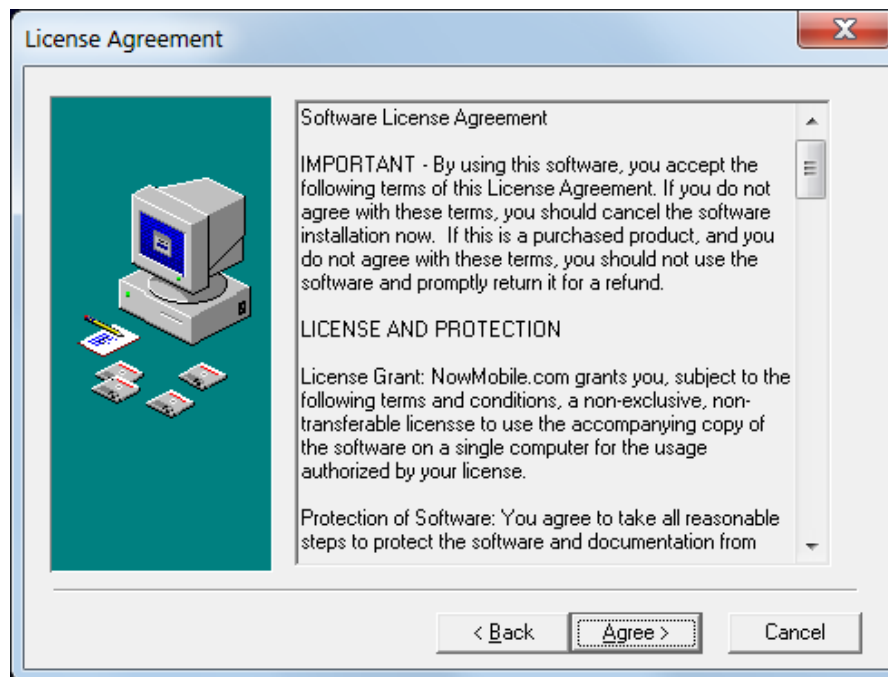 License Agreement
Software License Agreement
IMPORTANT - By using this software, you accept the
following terms of this License Agreement. If you do not
agree with these terms, you should cancel the software
installation now.  If this is a purchased product, and you
do not agree with these terms, you should not use the
software and promptly return it for a refund.
LICENSE AND PROTECTION
License Grant: NowMobile.com grants you, subject to the
following terms and conditions, a non-exclusive, non-
transferable licensse to use the accompanying copy of
the software on a single computer for the usage
authorized by your license.
Protection of Software: You agree to take all reasonable
steps to protect the software and documentation from
< Back
Agree >
Cancel